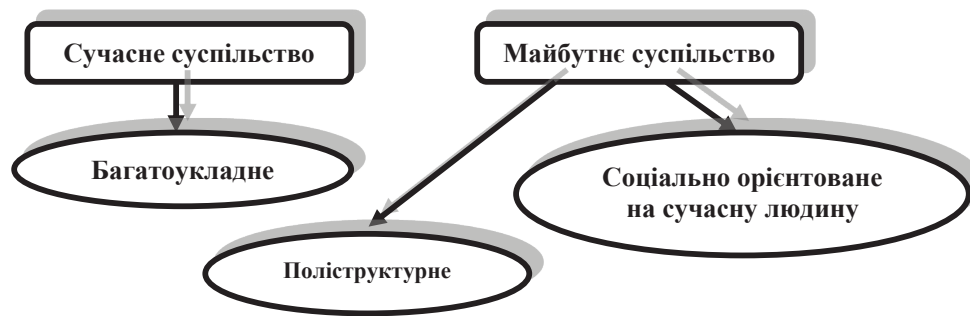 Сучасне суспільство
Майбутнє суспільство
Багатоукладне
Соціально орієнтоване
на сучасну людину
Поліструктурне